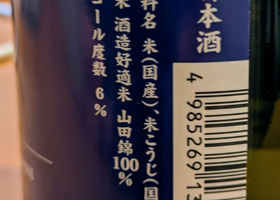 本酒
料名 米(国産)、米こうじ(国
米 酒造好適米 山田錦100%
コール度数 6%
4 985269 13